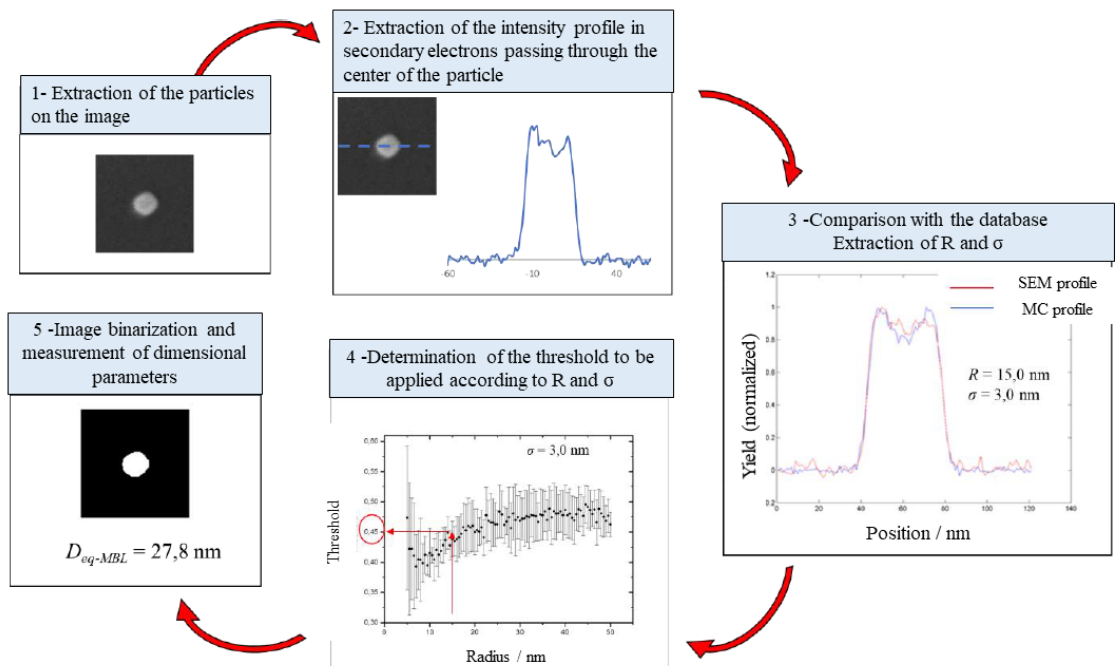 1- Extraction of the particles
on the image
2- Extraction of the intensity profile in
secondary electrons passing through the
center of the particle
-60
-10
40
3 -Comparison with the database
Extraction of R and σ
1.2
1
0.8
0.6
0.4
0.2
0
0.2
0
20
40
60
80
100
120
140
SEM profile
MC profile
R = 15,0 nm
σ = 3,0 nm
Yield (normalized)
Position / nm
4 -Determination of the threshold to be
applied according to R and σ
σ = 3,0 nm
0,60
0,55
0,50
0,45
0,40
0,35
0,30
0
10
20
30
40
50
Threshold
Radius / nm
5 -Image binarization and
measurement of dimensional
parameters
D eq-MBL = 27,8 nm